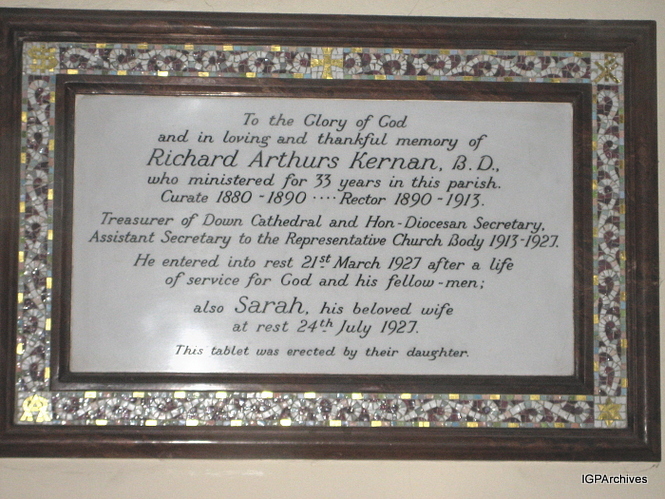 To the Glory of God
and in loving and thankful memory of
Richard Arthurs Kernan, B.D.,
who ministered for 33 years in this parish.
Curate 1880 - 1890 ···· Rector 1890 - 1913.
Treasurer of Down Cathedral and Hon-Diocesan Secretary,
Assistant Secretary to the Representative Church Body 1913-1927.
He entered into rest 21st March 1927 after a life
of service for God and his fellow-men;
also Sarah, his beloved wife
at rest 24th July 1927.
This tablet was erected by their daughter.
IGPArchives